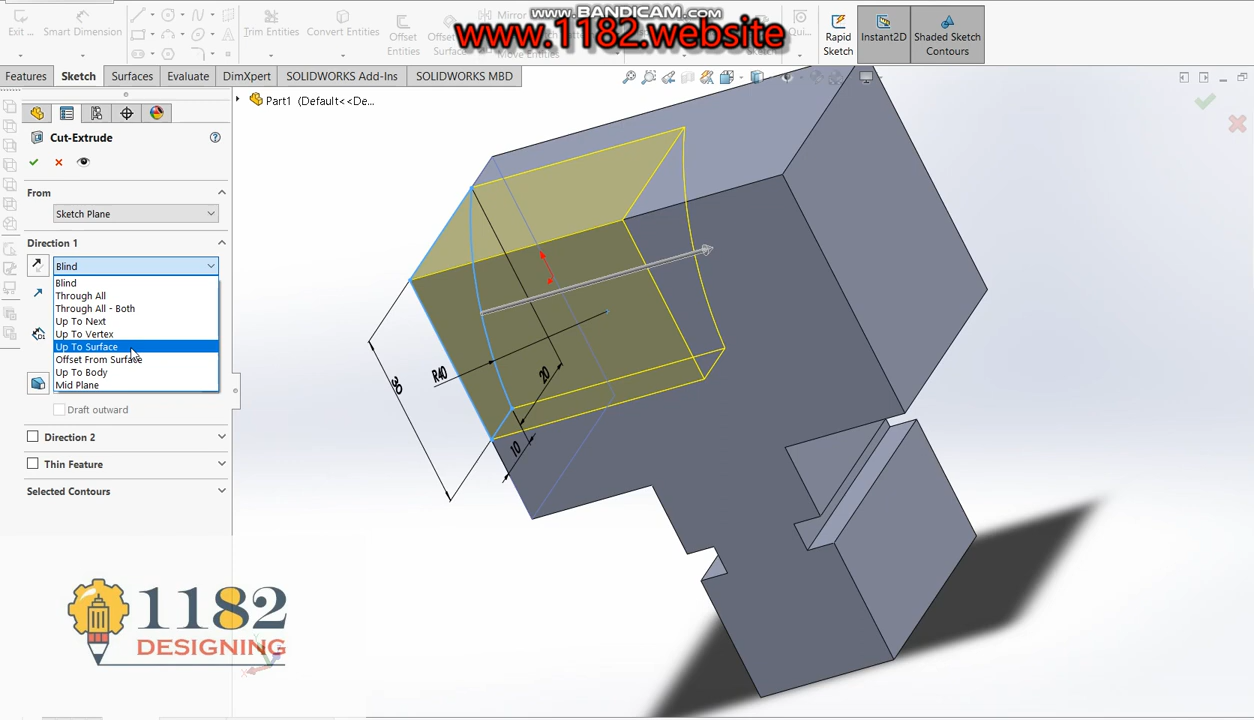 www.BANDICAM.com
www.1182.website
Exit ...
Smart Dimension
Trim Entities
Convert Entities
Offset
Entities
Mirror
Move Entities
Rapid
Sketch
Instant2D
Shaded Sketch
Contours
Features
Sketch
Surfaces
Evaluate
DimXpert
SOLIDWORKS Add-Ins
SOLIDWORKS MBD
Part1 (Default<<De...
Cut-Extrude
From
Sketch Plane
Direction 1
Blind
Blind
Through All
Through All - Both
Up To Next
Up To Vertex
Up To Surface
Offset From Surface
Up To Body
Mid Plane
Draft outward
Direction 2
Thin Feature
Selected Contours
30
R40
20
10
1182
DESIGNING